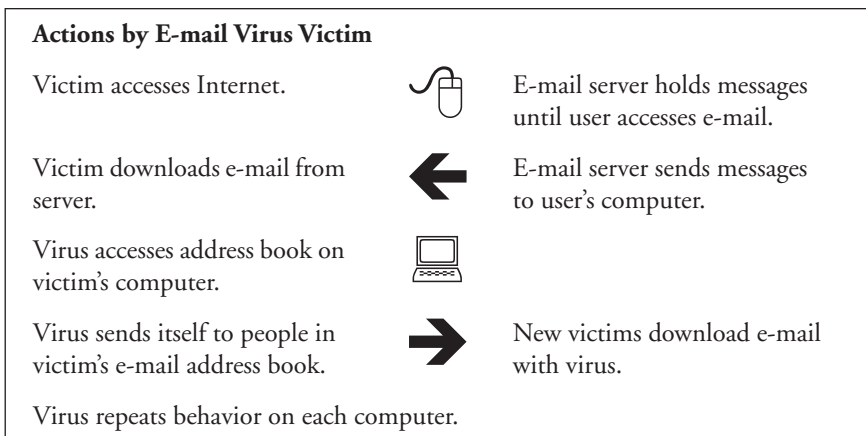 Actions by E-mail Virus Victim
Victim accesses Internet.
E-mail server holds messages
until user accesses e-mail.
Victim downloads e-mail from
server.
E-mail server sends messages
to user's computer.
Virus accesses address book on
victim's computer.
Virus sends itself to people in
victim's e-mail address book.
New victims download e-mail
with virus.
Virus repeats behavior on each computer.